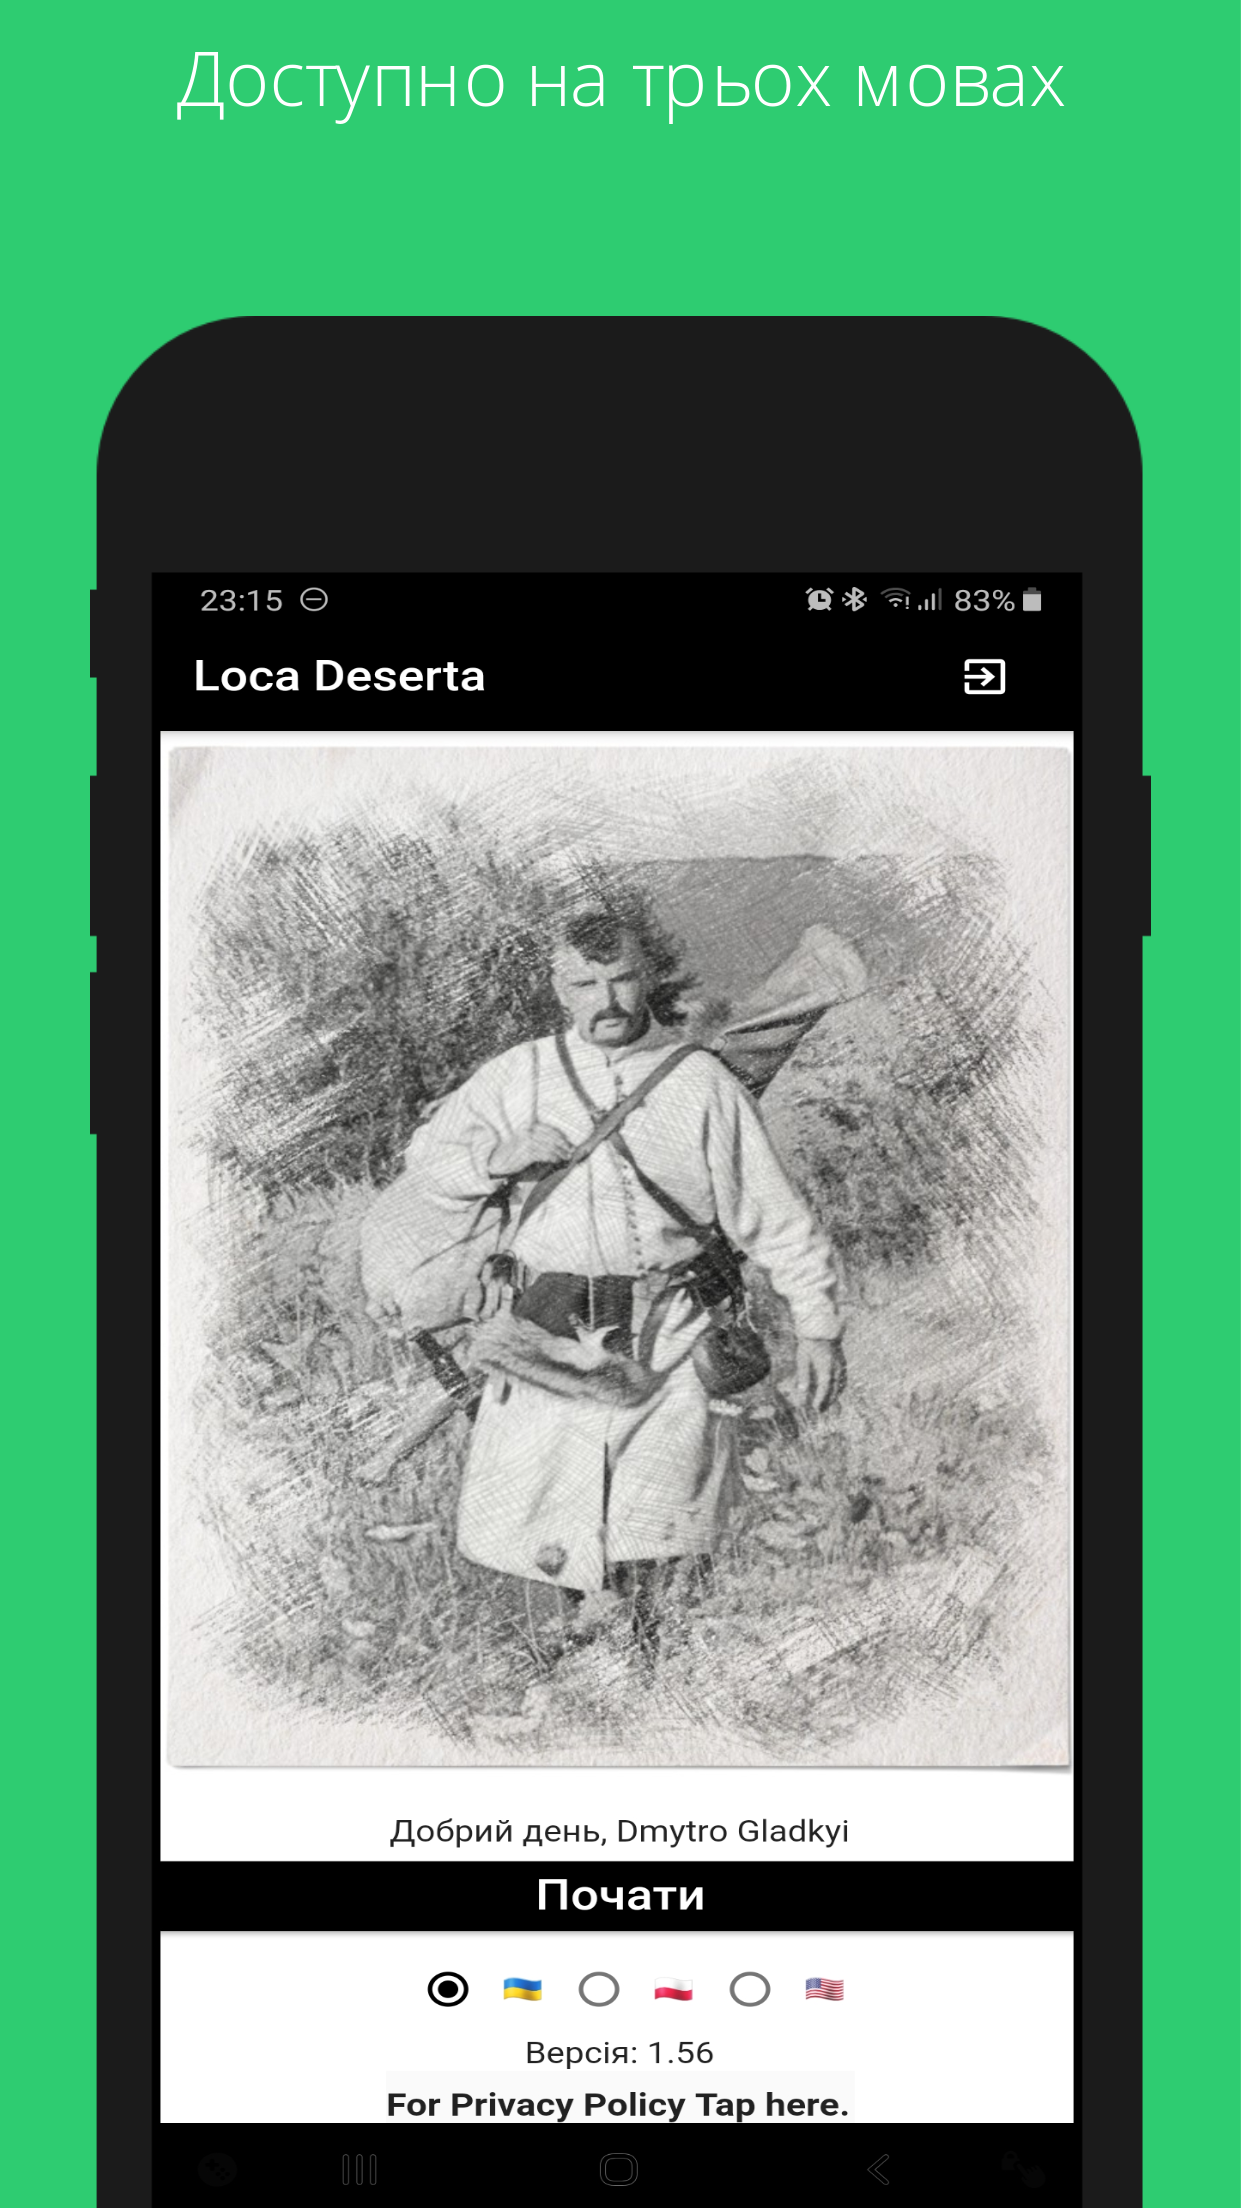 Доступно на трьох мовах
23:15 83%
Loca Deserta
Добрий день, Dmytro Gladkyi
Почати
Версія: 1.56
For Privacy Policy Tap here.